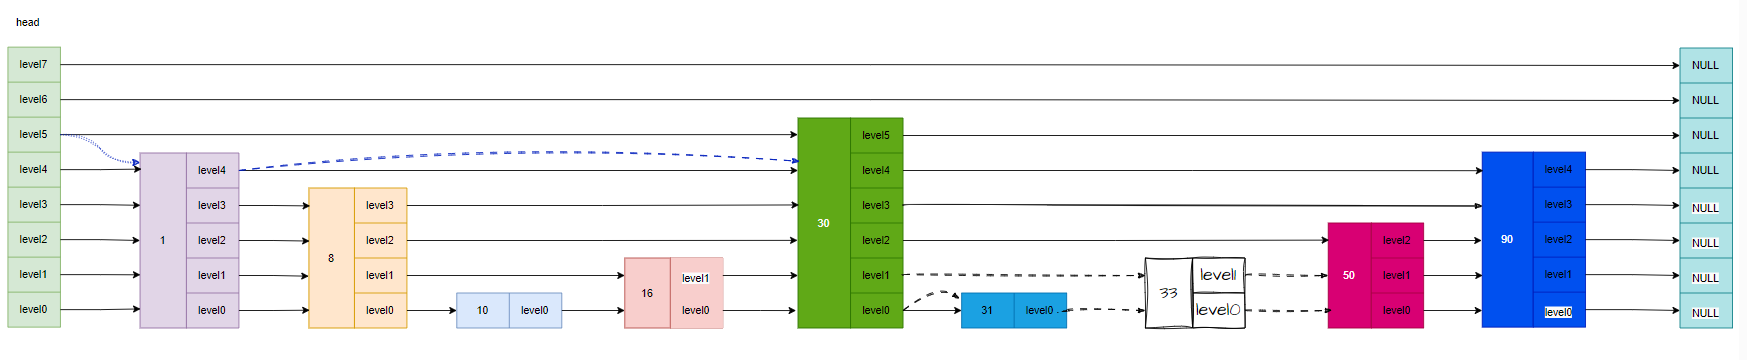 head
level7 NULL
level6 NULL
level5 level5 NULL
level4 level4 level4 level4 NULL
level3 level3 level3 level3 level3 NULL
1 30 90
level2 level2 level2 level2 level2 level2 NULL
8 50
level1 level1 level1 level1 level1 level1 level1 level1 NULL
16 33
level0 level0 level0 10 level0 level0 level0 31 level0 level0 level0 level0 NULL